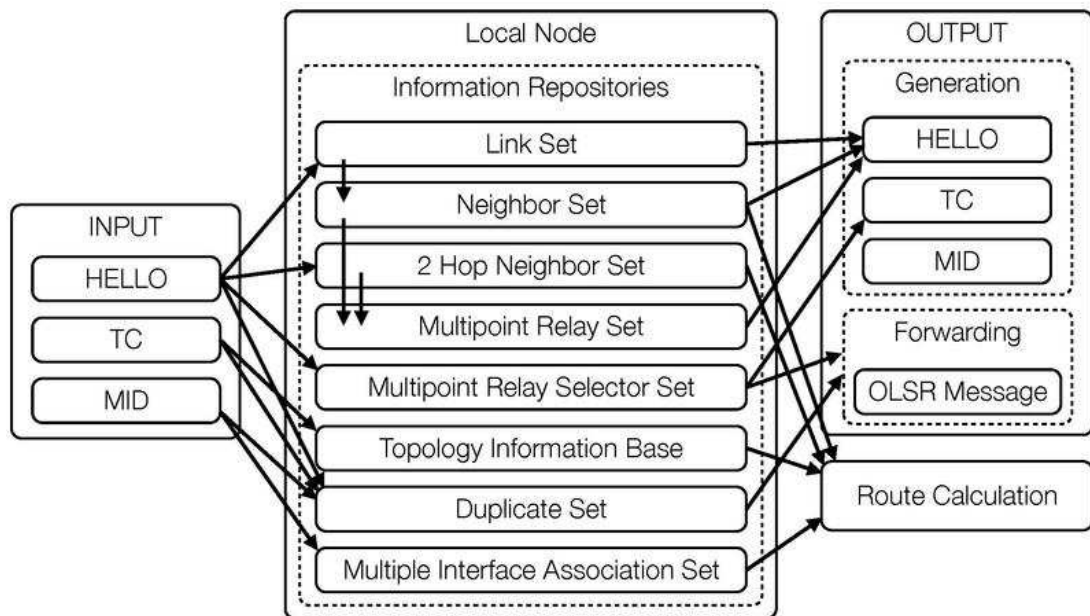 INPUT
HELLO
TC
MID
Local Node
Information Repositories
Link Set
Neighbor Set
2 Hop Neighbor Set
Multipoint Relay Set
Multipoint Relay Selector Set
Topology Information Base
Duplicate Set
Multiple Interface Association Set
OUTPUT
Generation
HELLO
TC
MID
Forwarding
OLSR Message
Route Calculation